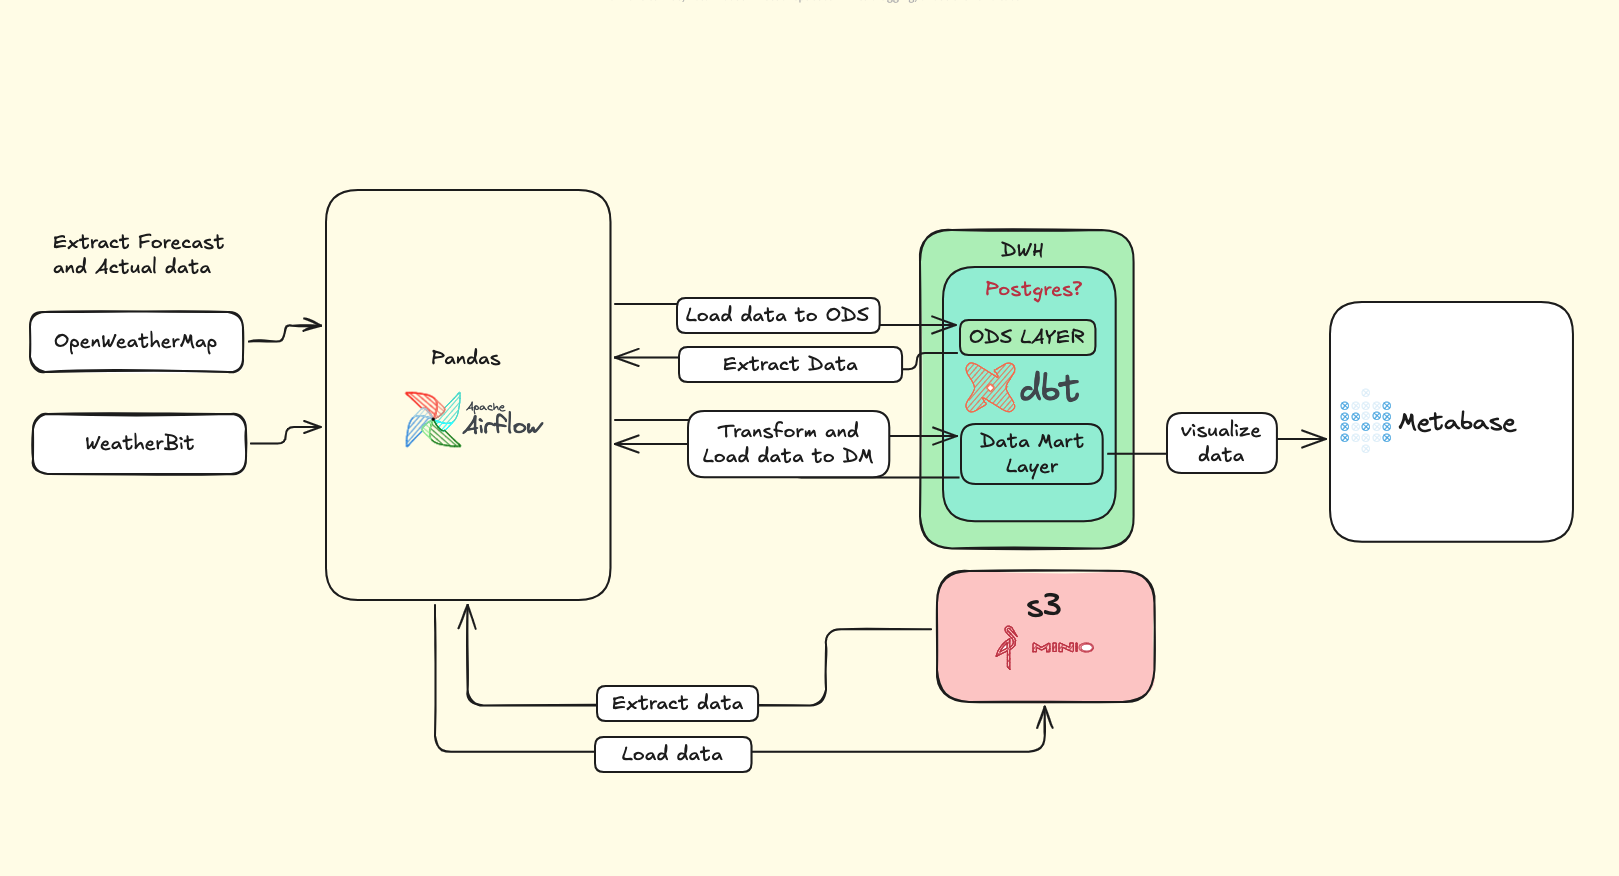 Extract Forecast
and Actual data
OpenWeatherMap
WeatherBit
Pandas
Apache
Airflow
Load data to ODS
Extract Data
Transform and
Load data to DM
DWH
Postgres?
ODS LAYER
dbt
Data Mart
Layer
visualize
data
Metabase
s3
MINIO
Extract data
Load data